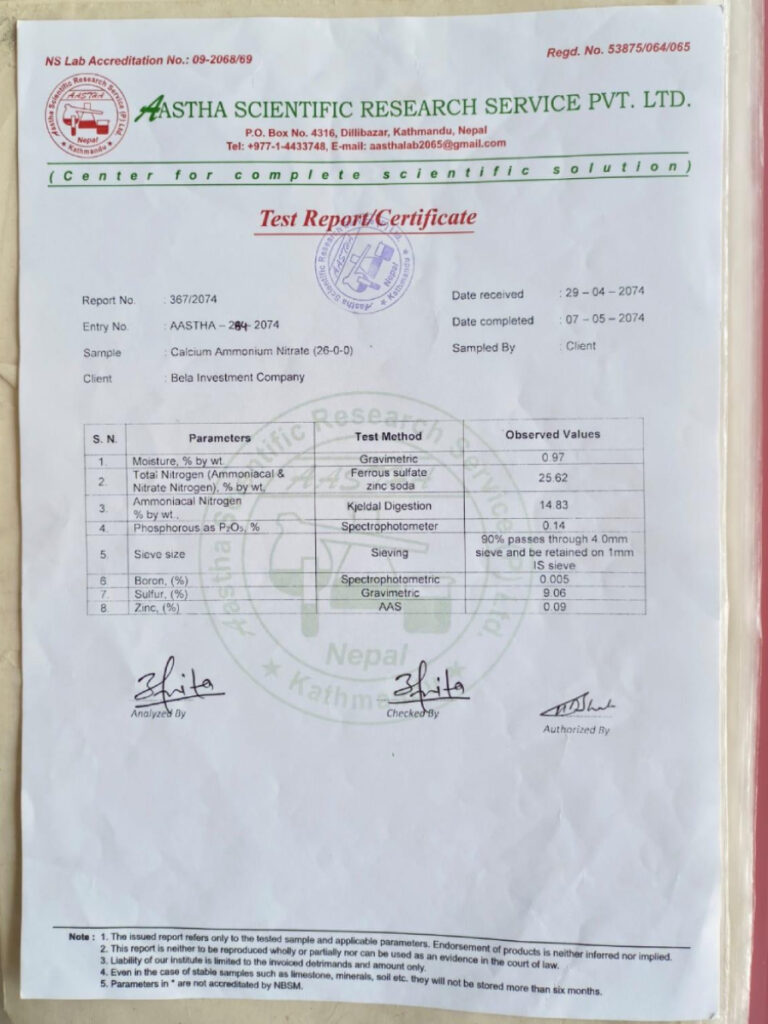 NS Lab Accreditation No.: 09-2068/69
Regd. No. 53875/064/065
AASTHA SCIENTIFIC RESEARCH SERVICE PVT. LTD.
P.O. Box No. 4316, Dillibazar, Kathmandu, Nepal
Tel: +977-1-4433748, E-mail: aasthalab2065@gmail.com
(Center for complete scientific solution)
Test Report/Certificate
Report No. : 367/2074 Date received : 29 – 04 – 2074
Entry No. : AASTHA – 284- 2074 Date completed : 07 – 05 – 2074
Sample : Calcium Ammonium Nitrate (26-0-0) Sampled By : Client
Client : Bela Investment Company
S. N. Parameters Test Method Observed Values
1. Moisture, % by wt. Gravimetric 0.97
2. Total Nitrogen (Ammoniacal & Nitrate Nitrogen), % by wt, Ferrous sulfate zinc soda 25.62
3. Ammoniacal Nitrogen % by wt., Kjeldal Digestion 14.83
4. Phosphorous as P₂O₅, % Spectrophotometer 0.14
5. Sieve size Sieving 90% passes through 4.0mm sieve and be retained on 1mm IS sieve
6 Boron, (%) Spectrophotometric 0.005
7. Sulfur, (%) Gravimetric 9.06
8. Zinc, (%) AAS 0.09
Aastha Scientific Research Service (P) Ltd.
AASTHA
Nepal
Kathmandu
Analyzed By
Checked By
Authorized By
Note : 1. The issued report refers only to the tested sample and applicable parameters. Endorsement of products is neither inferred nor implied.
2. This report is neither to be reproduced wholly or partially nor can be used as an evidence in the court of law.
3. Liability of our institute is limited to the invoiced detrimands and amount only.
4. Even in the case of stable samples such as limestone, minerals, soil etc. they will not be stored more than six months.
5. Parameters in * are not accreditated by NBSM.